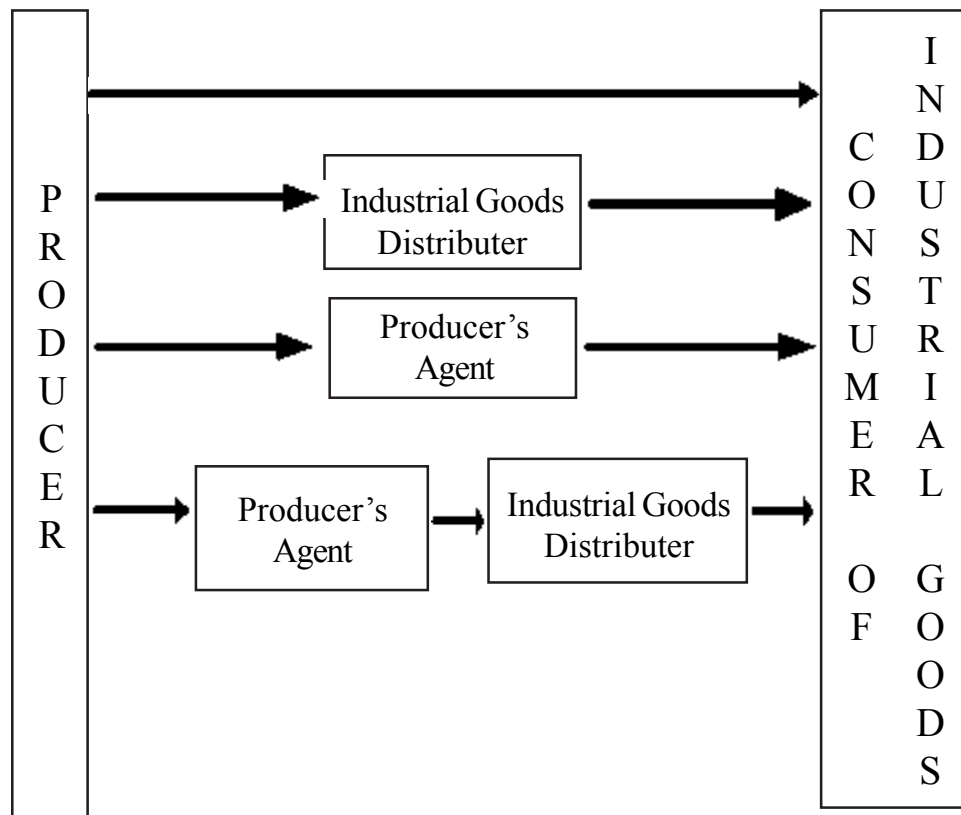 PRODUCER
Industrial Goods
Distributer
Producer’s
Agent
Producer’s
Agent
Industrial Goods
Distributer
CONSUMER OF
INDUSTRIAL GOODS